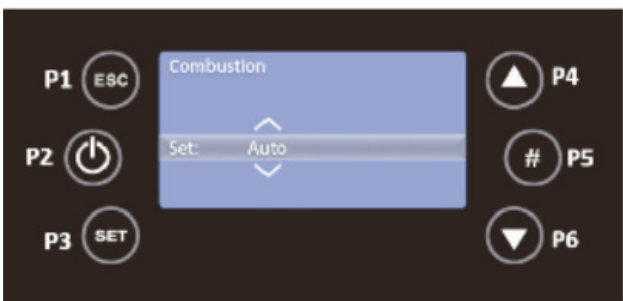 Combustion
P1 ESC
P4
P2
Set: Auto
# P5
P3 SET
P6